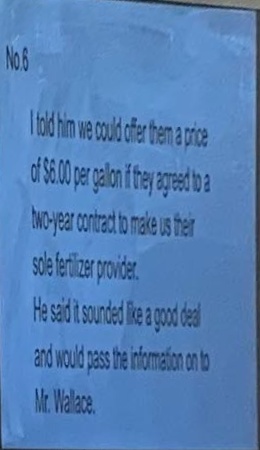 No.6
I told him we could offer them a price
of $6.00 per gallon if they agreed to a
two-year contract to make us their
sole fertilizer provider.
He said it sounded like a good deal
and would pass the information on to
Mr. Wallace.